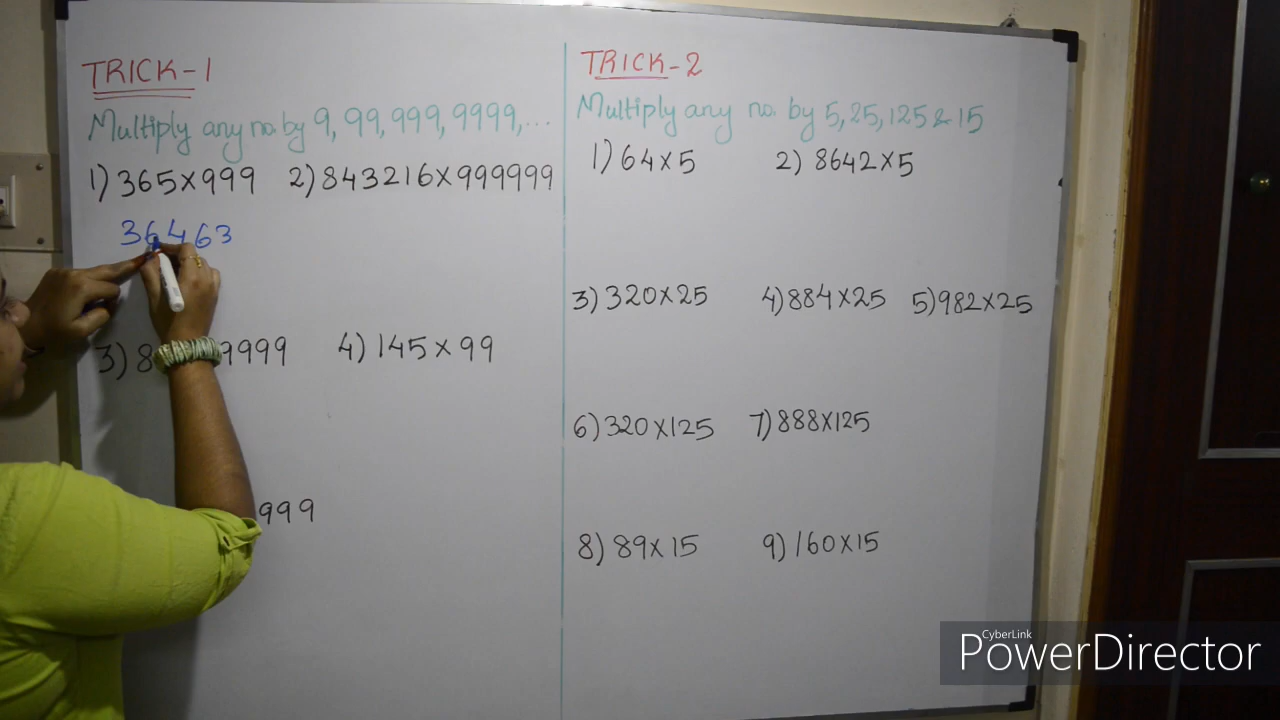 TRICK-1
Multiply any no. by 9, 99, 999, 9999, ...
1) 365×999 2) 843216×999999
36463
3) 8 9999 4) 145×99
999
TRICK-2
Multiply any no. by 5, 25, 125 & 15
1) 64×5 2) 8642×5
3) 320×25 4) 884×25 5) 982×25
6) 320×125 7) 888×125
8) 89×15 9) 160×15
CyberLink
PowerDirector